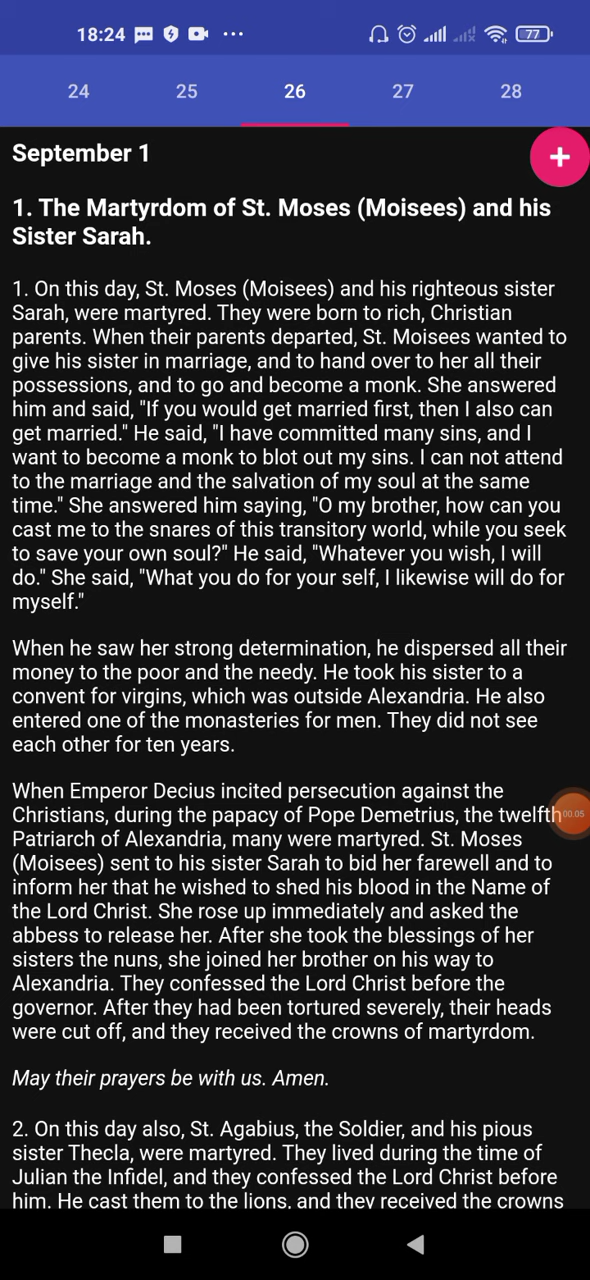 18:24
77
24 25 26 27 28
September 1
+
1. The Martyrdom of St. Moses (Moisees) and his
Sister Sarah.
1. On this day, St. Moses (Moisees) and his righteous sister
Sarah, were martyred. They were born to rich, Christian
parents. When their parents departed, St. Moisees wanted to
give his sister in marriage, and to hand over to her all their
possessions, and to go and become a monk. She answered
him and said, "If you would get married first, then I also can
get married." He said, "I have committed many sins, and I
want to become a monk to blot out my sins. I can not attend
to the marriage and the salvation of my soul at the same
time." She answered him saying, "O my brother, how can you
cast me to the snares of this transitory world, while you seek
to save your own soul?" He said, "Whatever you wish, I will
do." She said, "What you do for your self, I likewise will do for
myself."
When he saw her strong determination, he dispersed all their
money to the poor and the needy. He took his sister to a
convent for virgins, which was outside Alexandria. He also
entered one of the monasteries for men. They did not see
each other for ten years.
When Emperor Decius incited persecution against the
Christians, during the papacy of Pope Demetrius, the twelfth
00.05
Patriarch of Alexandria, many were martyred. St. Moses
(Moisees) sent to his sister Sarah to bid her farewell and to
inform her that he wished to shed his blood in the Name of
the Lord Christ. She rose up immediately and asked the
abbess to release her. After she took the blessings of her
sisters the nuns, she joined her brother on his way to
Alexandria. They confessed the Lord Christ before the
governor. After they had been tortured severely, their heads
were cut off, and they received the crowns of martyrdom.
May their prayers be with us. Amen.
2. On this day also, St. Agabius, the Soldier, and his pious
sister Thecla, were martyred. They lived during the time of
Julian the Infidel, and they confessed the Lord Christ before
him. He cast them to the lions, and they received the crowns